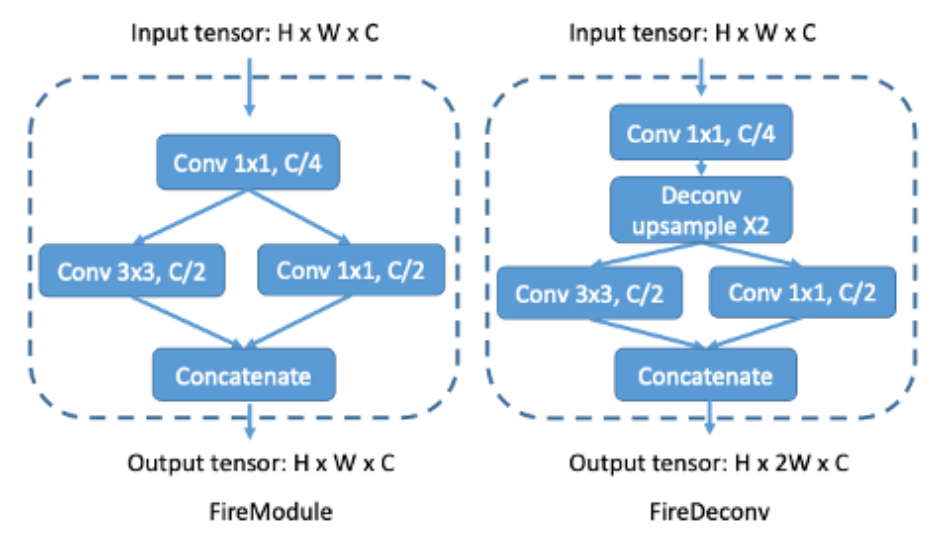 Input tensor: H x W x C
Conv 1x1, C/4
Conv 3x3, C/2
Conv 1x1, C/2
Concatenate
Output tensor: H x W x C
FireModule
Input tensor: H x W x C
Conv 1x1, C/4
Deconv
upsample X2
Conv 3x3, C/2
Conv 1x1, C/2
Concatenate
Output tensor: H x 2W x C
FireDeconv